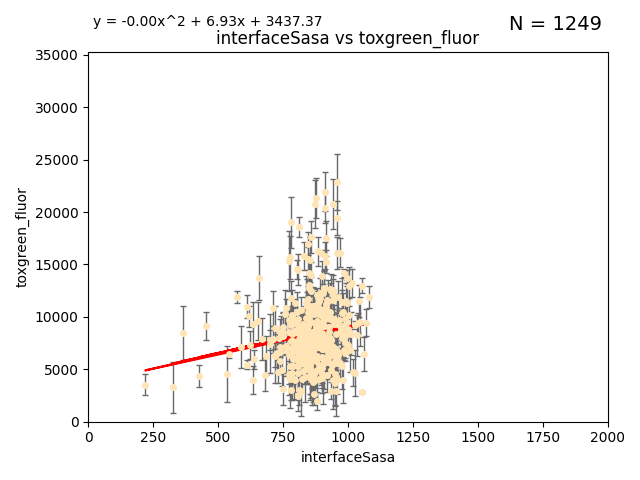 y = -0.00x^2 + 6.93x + 3437.37
N = 1249
interfaceSasa vs toxgreen_fluor
35000
30000
25000
20000
15000
10000
5000
0
toxgreen_fluor
0 250 500 750 1000 1250 1500 1750 2000
interfaceSasa